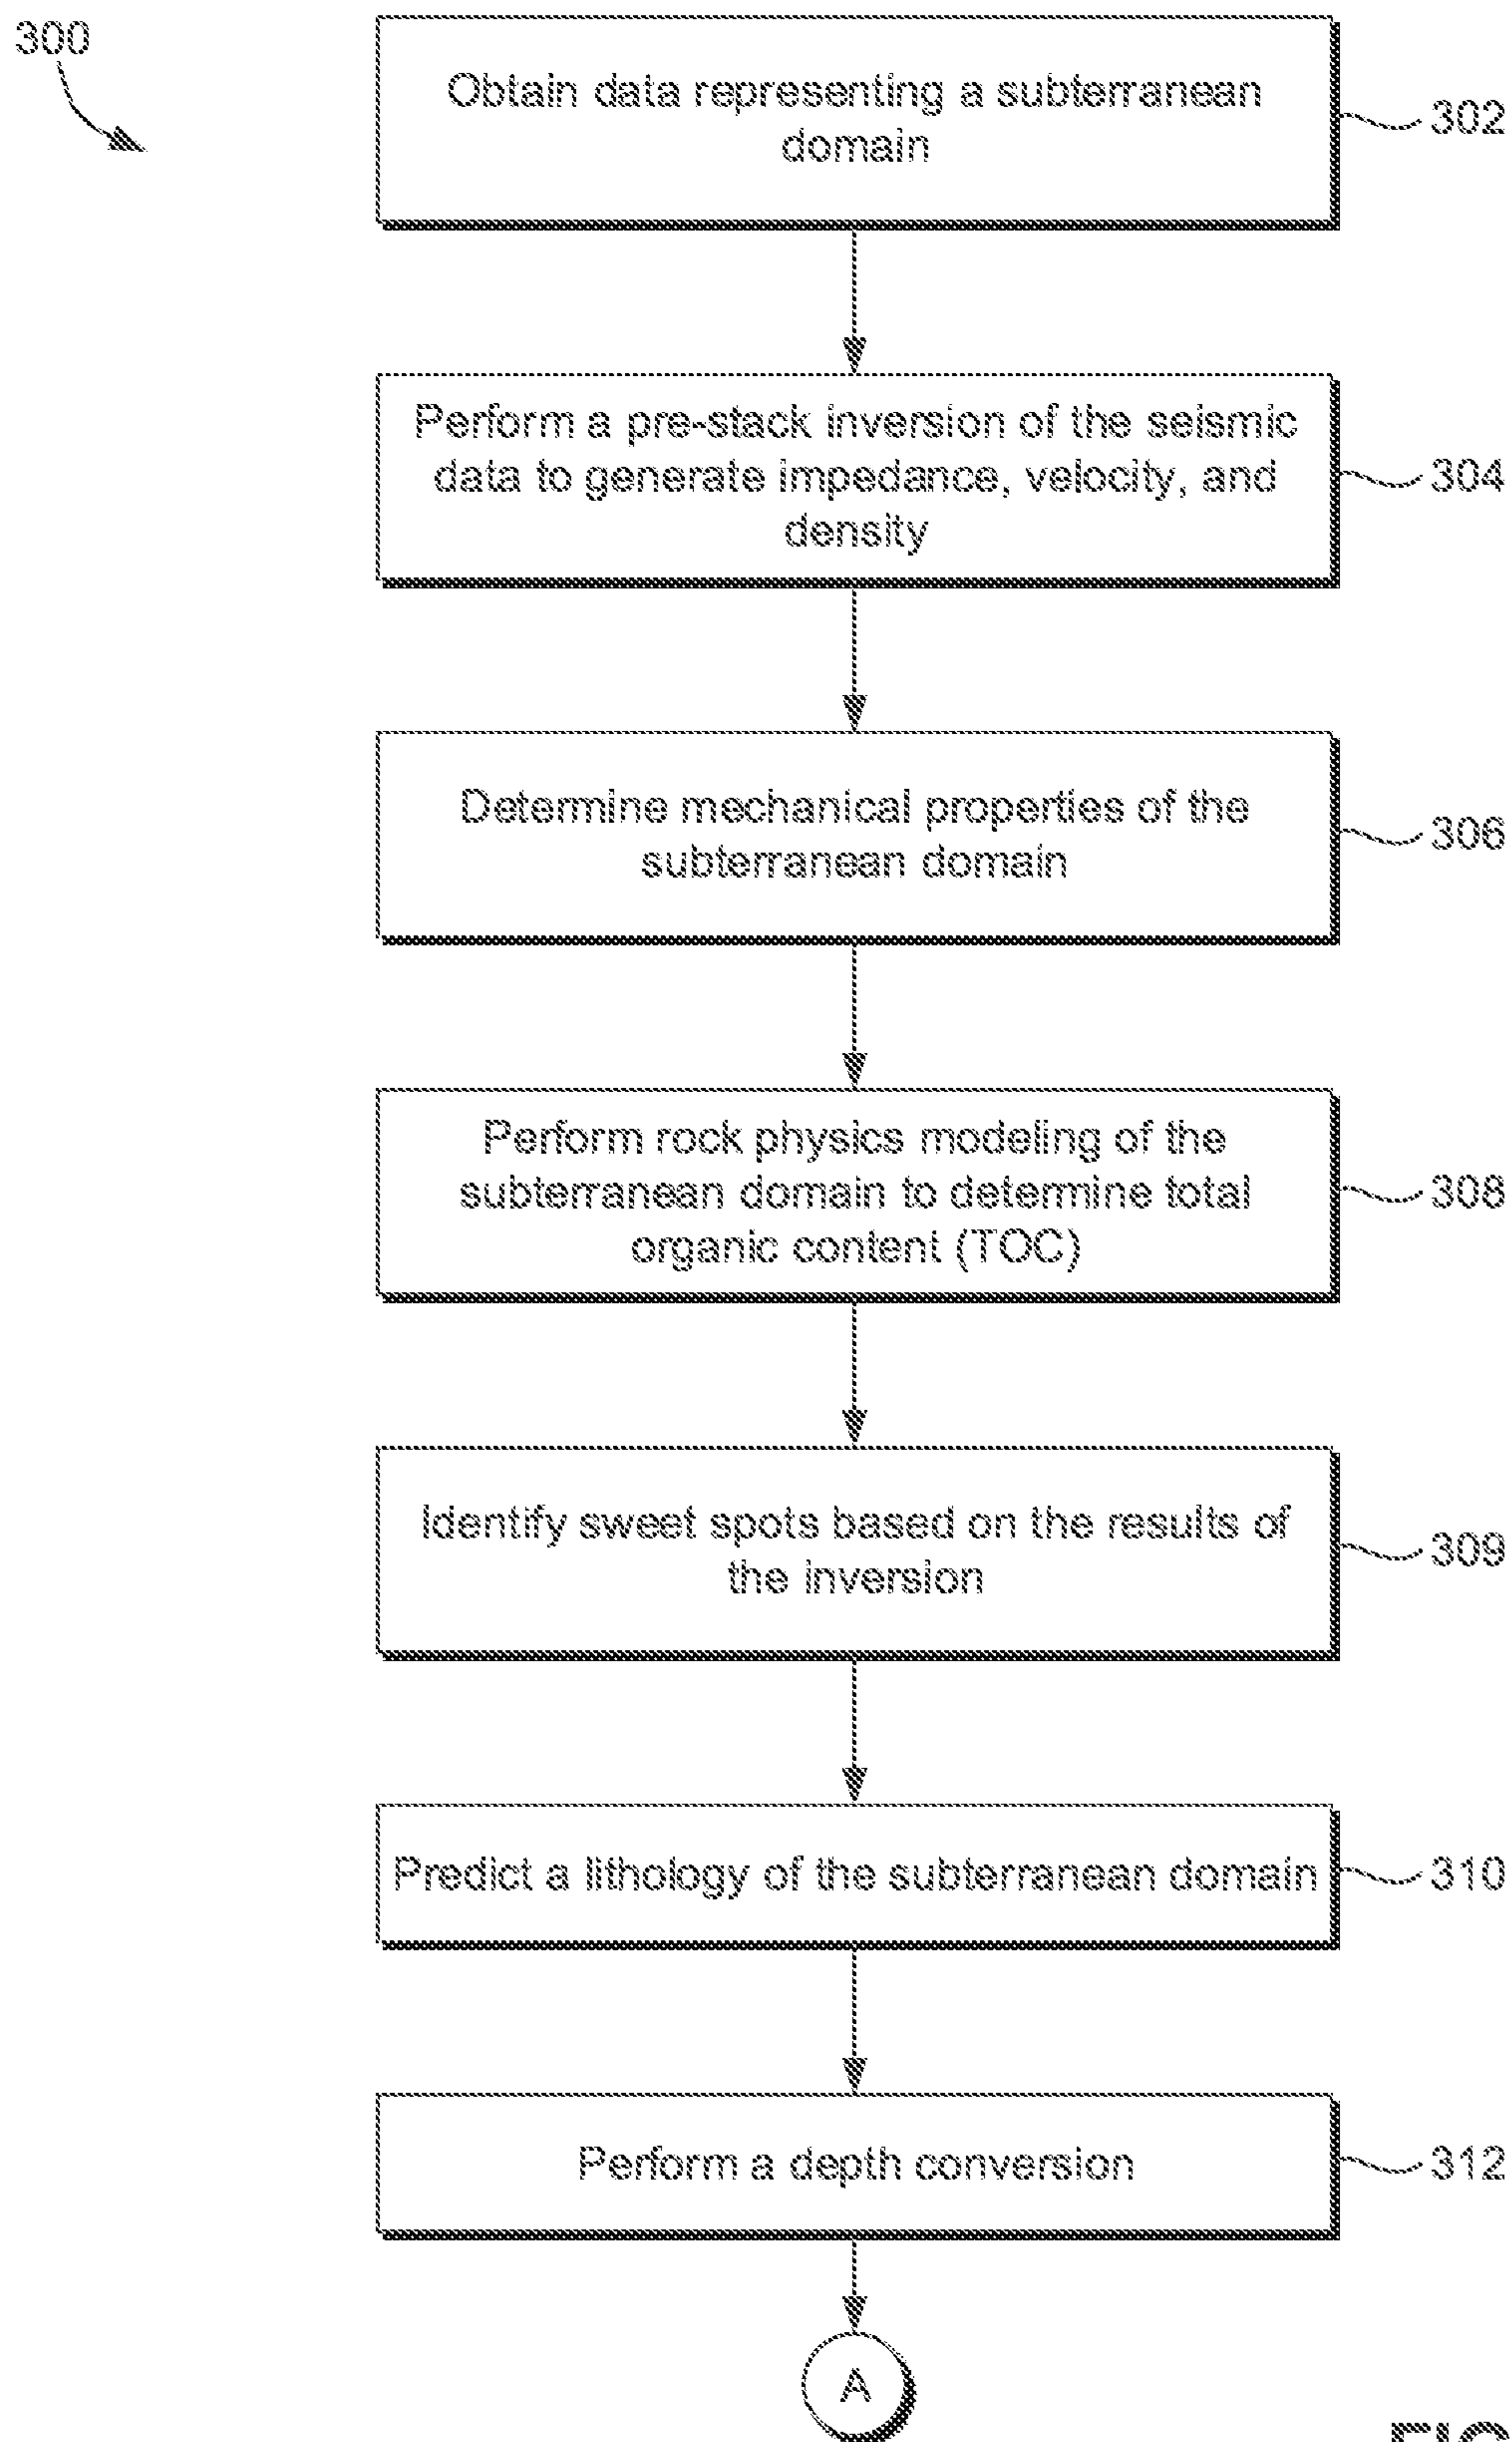 300
Obtain data representing a subterranean
domain
302
Perform a pre-stack inversion of the seismic
data to generate impedance, velocity, and
density
304
Determine mechanical properties of the
subterranean domain
306
Perform rock physics modeling of the
subterranean domain to determine total
organic content (TOC)
308
Identify sweet spots based on the results of
the inversion
309
Predict a lithology of the subterranean domain
310
Perform a depth conversion
312
A